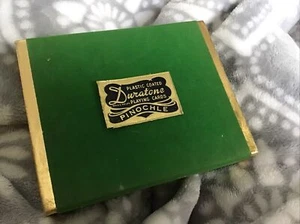 PLASTIC COATED
Duratone
PLAYING CARDS
PINOCHLE